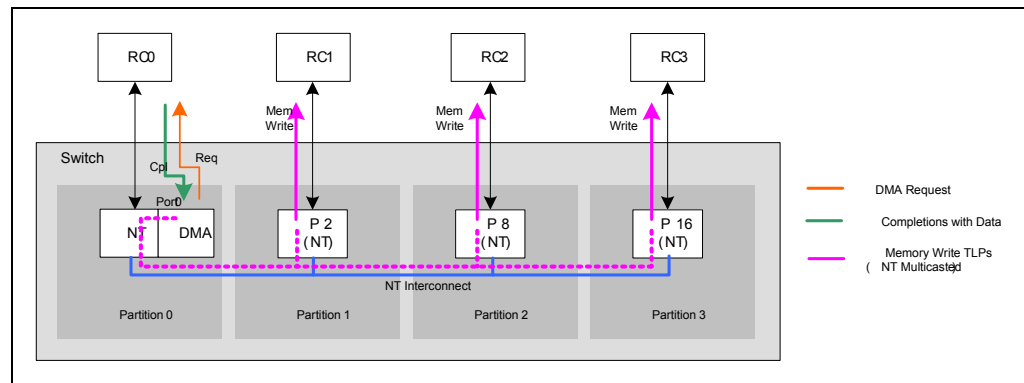 RC0
RC1
RC2
RC3
Mem
Write
Mem
Write
Mem
Write
Switch
Req
Cpl
Port0
NT
DMA
P 2
(NT)
P 8
(NT)
P 16
(NT)
NT Interconnect
Partition 0
Partition 1
Partition 2
Partition 3
DMA Request
Completions with Data
Memory Write TLPs
( NT Multicasted)